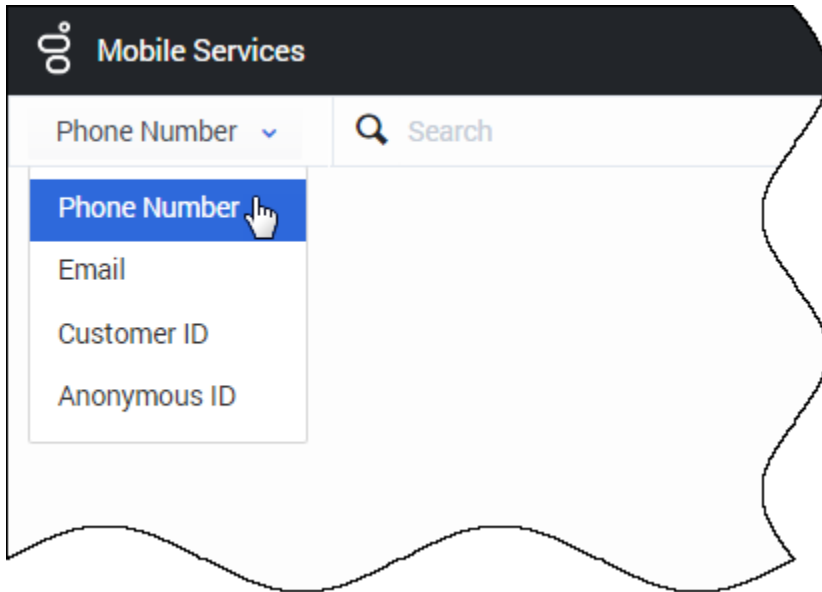 Mobile Services
Phone Number
Search
Phone Number
Email
Customer ID
Anonymous ID